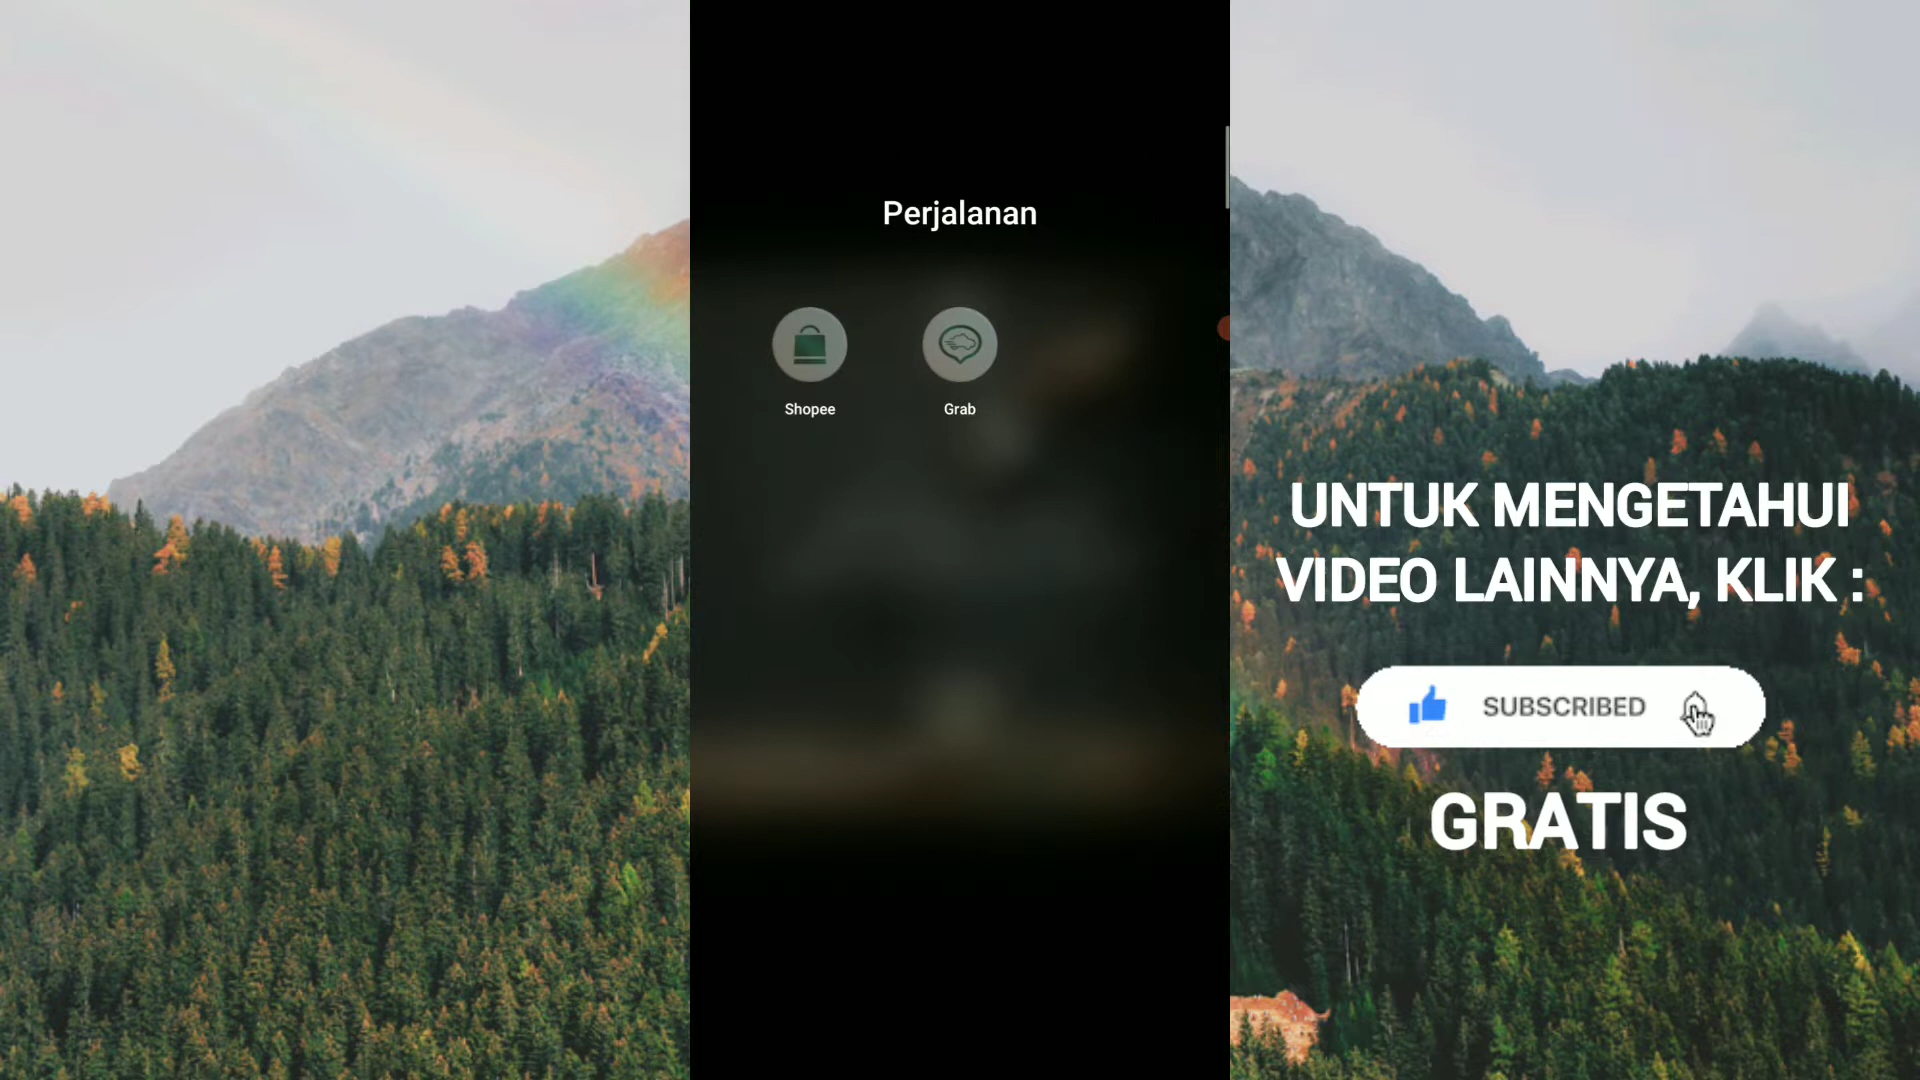 Perjalanan
Shopee
Grab
UNTUK MENGETAHUI
VIDEO LAINNYA, KLIK :
SUBSCRIBED
GRATIS